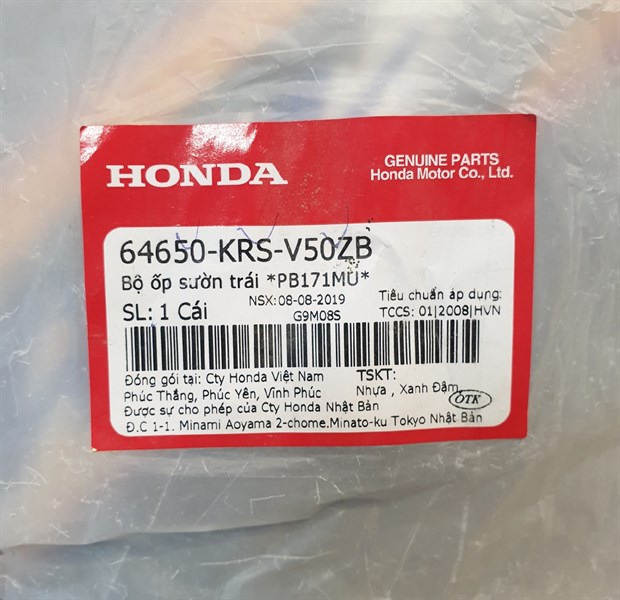 HONDA
GENUINE PARTS
Honda Motor Co., Ltd.
64650-KRS-V50ZB
Bộ ốp sườn trái *PB171MU*
NSX:08-08-2019
Tiêu chuẩn áp dụng:
SL: 1 Cái
G9M08S
TCCS: 01|2008|HVN
Đóng gói tại: Cty Honda Việt Nam
TSKT:
Phúc Thắng, Phúc Yên, Vĩnh Phúc
Nhựa , Xanh Đậm
Được sự cho phép của Cty Honda Nhật Bản
OTK
Đ.C 1-1. Minami Aoyama 2-chome.Minato-ku Tokyo Nhật Bản